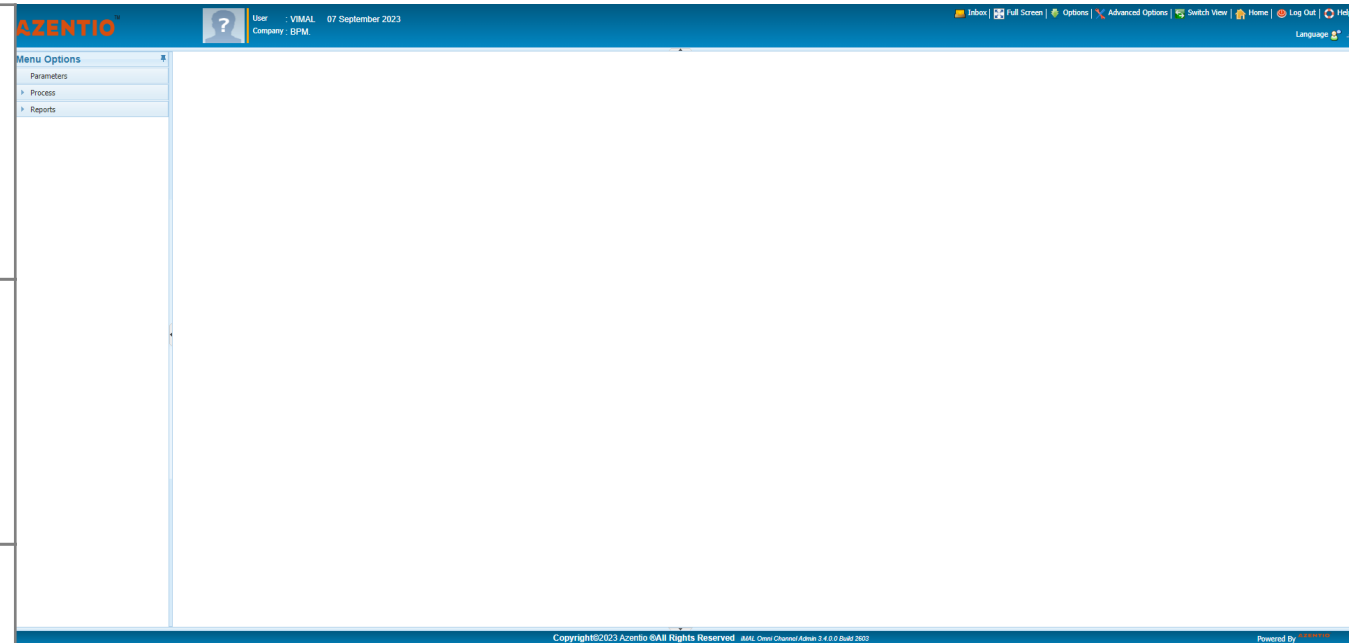 AZENTIO
User : VIMAL 07 September 2023
Company : BPM.
Inbox | Full Screen | Options | Advanced Options | Switch View | Home | Log Out | Hel
Language
Menu Options
Parameters
Process
Reports
Copyright©2023 Azentio ®All Rights Reserved iMAL Omni Channel Admin 3.4.0.0 Build 2603
Powered By AZENTIO